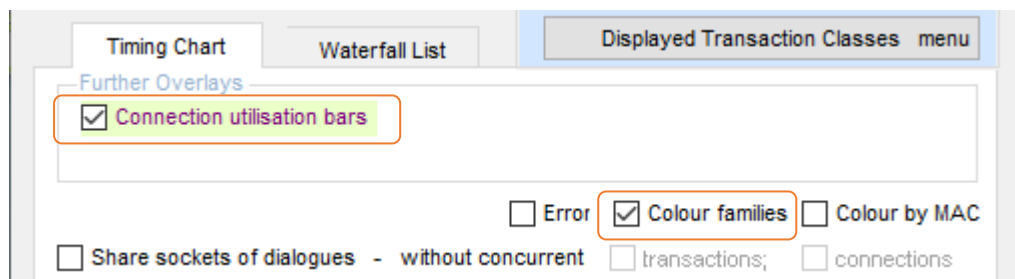 Timing Chart Waterfall List Displayed Transaction Classes menu
Further Overlays
Connection utilisation bars
Error Colour families Colour by MAC
Share sockets of dialogues - without concurrent transactions; connections